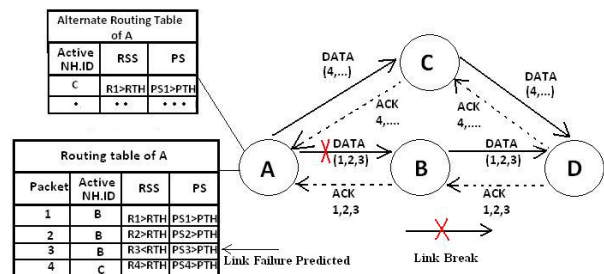 Alternate Routing Table
of A
Active
NH.ID RSS PS
C R1>RTH PS1>PTH
Routing table of A
Packet Active
NH.ID RSS PS
1 B R1>RTH PS1>PTH
2 B R2>RTH PS2>PTH
3 B R3<RTH PS3>PTH
4 C R4>RTH PS4>PTH
Link Failure Predicted
DATA
(4,...)
C
DATA
(4,...)
ACK
4,....
ACK
4,....
A
DATA
(1,2,3)
B
DATA
(1,2,3)
D
ACK
1,2,3
ACK
1,2,3
X
Link Break